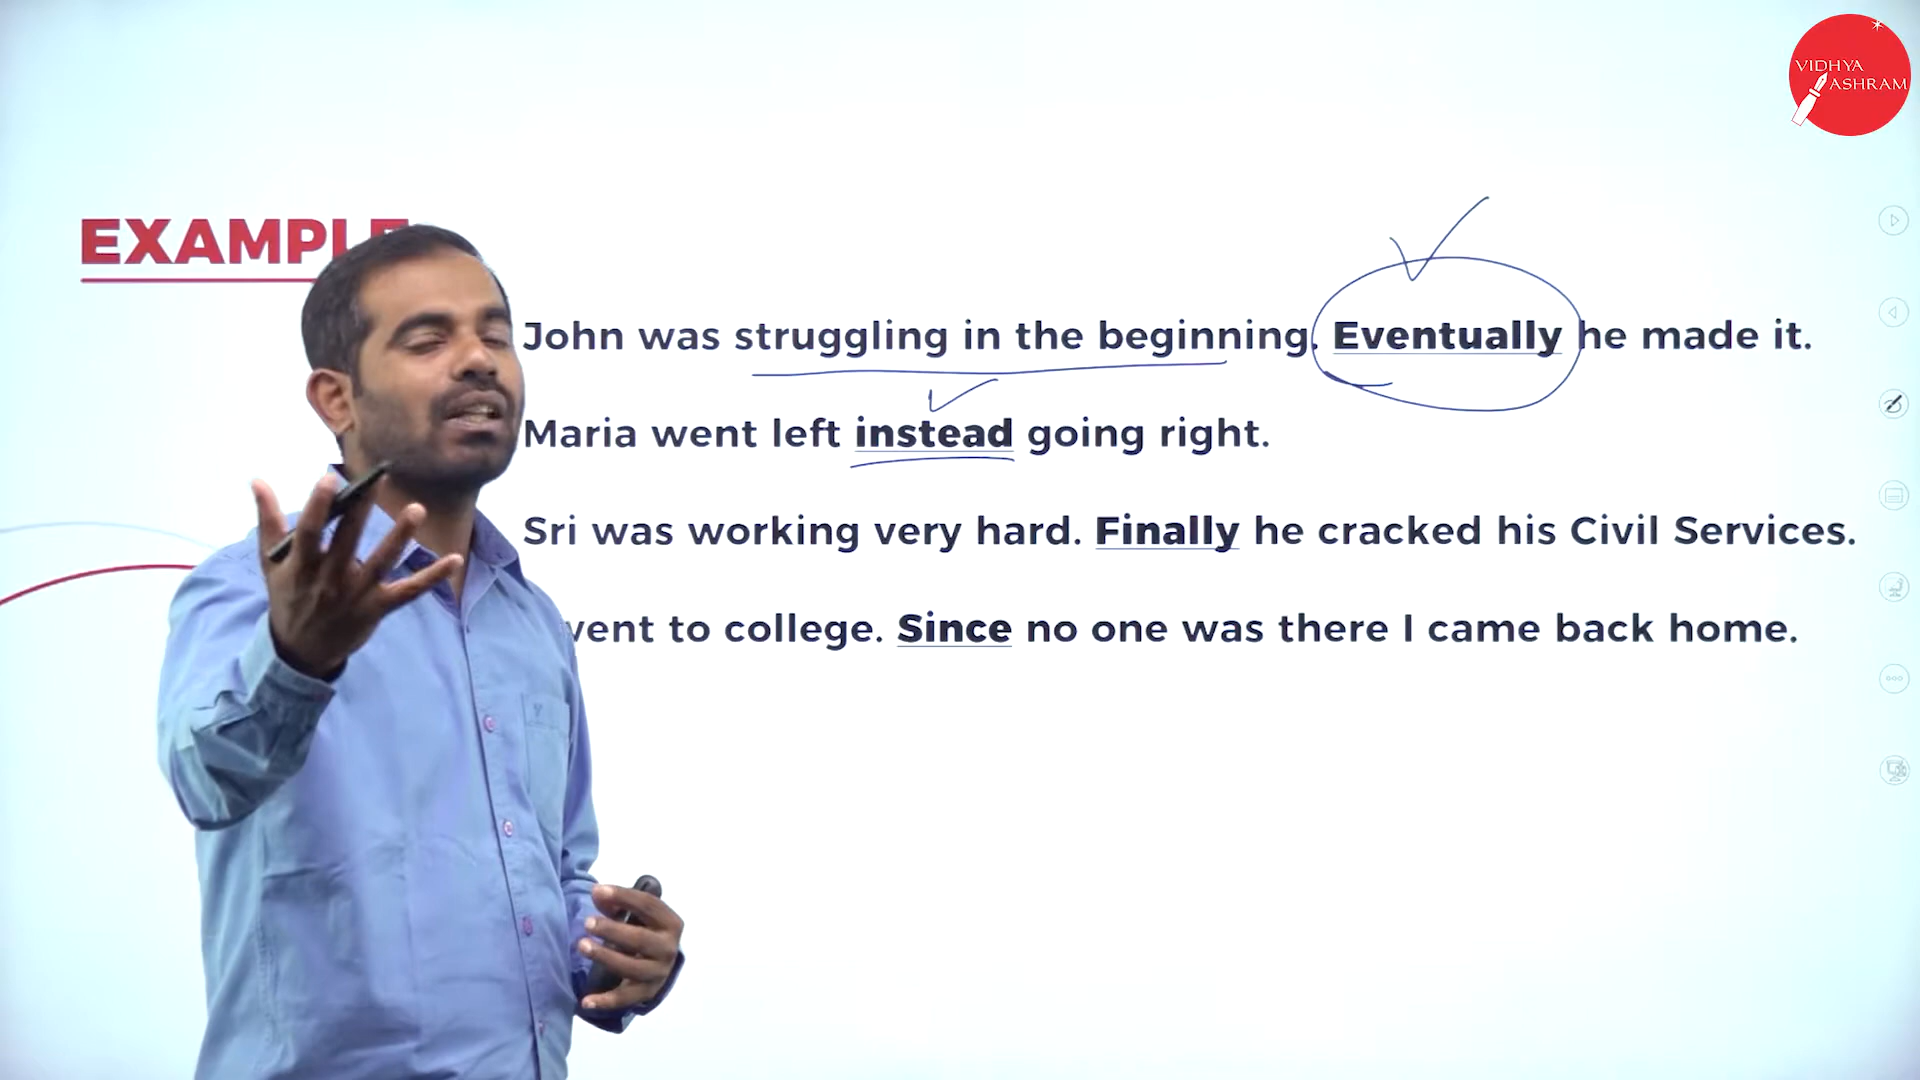 VIDHYA
ASHRAM
EXAMPLE
John was struggling in the beginning. Eventually he made it.
Maria went left instead going right.
Sri was working very hard. Finally he cracked his Civil Services.
went to college. Since no one was there I came back home.